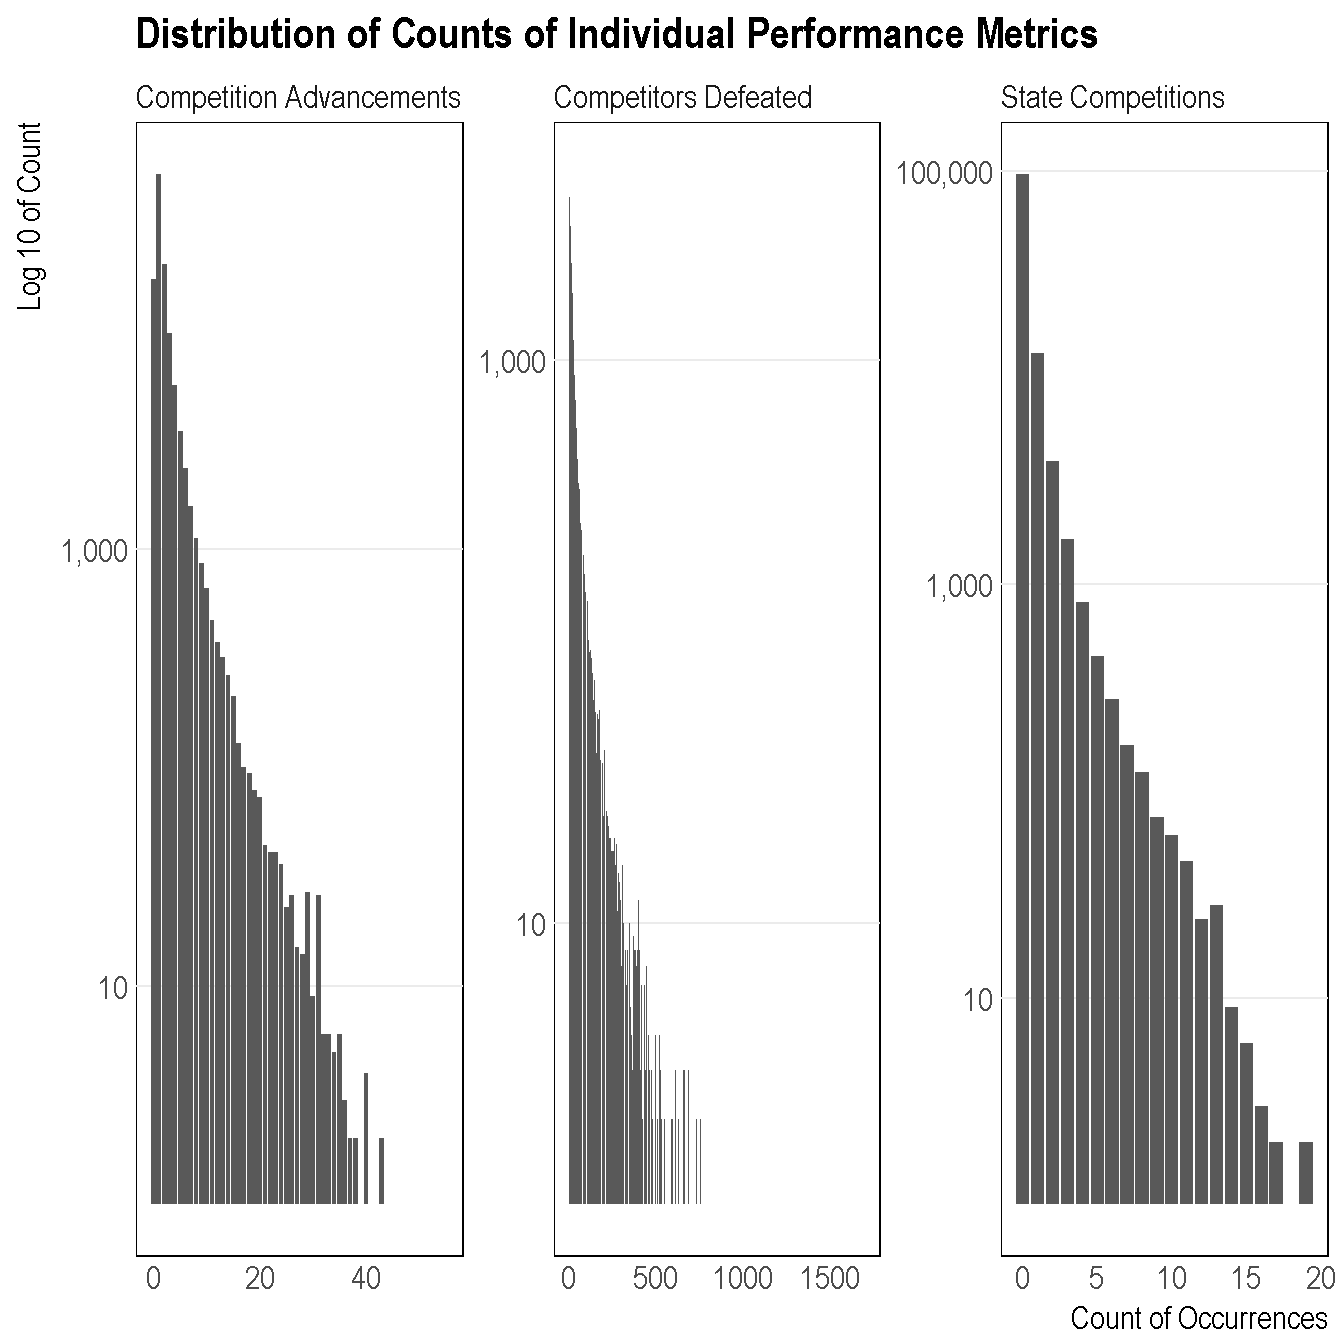 Distribution of Counts of Individual Performance Metrics
Competition Advancements
Competitors Defeated
State Competitions
Log 10 of Count
1,000
10
0 20 40
1,000
10
0 500 1000 1500
100,000
1,000
10
0 5 10 15 20
Count of Occurrences